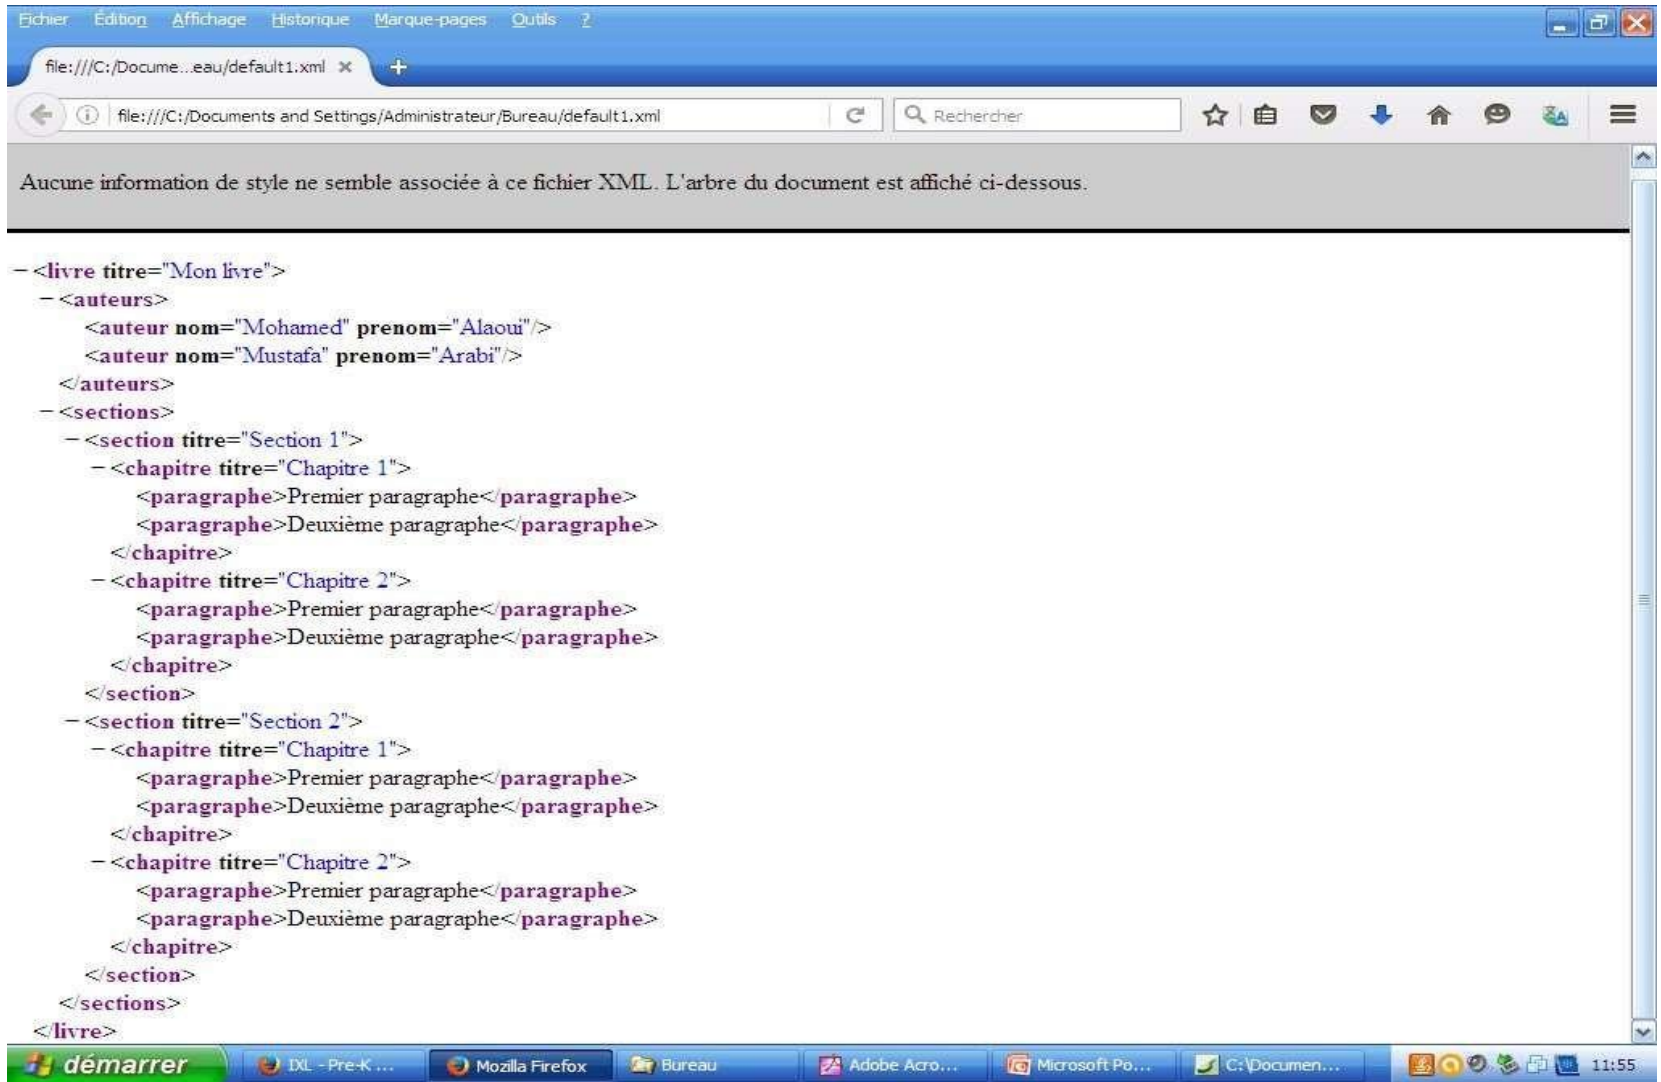 Fichier Édition Affichage Historique Marque-pages Outils ?
file:///C:/Docume...eau/default1.xml
file:///C:/Documents and Settings/Administrateur/Bureau/default1.xml Rechercher
Aucune information de style ne semble associée à ce fichier XML. L'arbre du document est affiché ci-dessous.
−<livre titre="Mon livre">
−<auteurs>
<auteur nom="Mohamed" prenom="Alaoui"/>
<auteur nom="Mustafa" prenom="Arabi"/>
</auteurs>
−<sections>
−<section titre="Section 1">
−<chapitre titre="Chapitre 1">
<paragraphe>Premier paragraphe</paragraphe>
<paragraphe>Deuxième paragraphe</paragraphe>
</chapitre>
−<chapitre titre="Chapitre 2">
<paragraphe>Premier paragraphe</paragraphe>
<paragraphe>Deuxième paragraphe</paragraphe>
</chapitre>
</section>
−<section titre="Section 2">
−<chapitre titre="Chapitre 1">
<paragraphe>Premier paragraphe</paragraphe>
<paragraphe>Deuxième paragraphe</paragraphe>
</chapitre>
−<chapitre titre="Chapitre 2">
<paragraphe>Premier paragraphe</paragraphe>
<paragraphe>Deuxième paragraphe</paragraphe>
</chapitre>
</section>
</sections>
</livre>
démarrer IXL - Pre-K ... Mozilla Firefox Bureau Adobe Acro... Microsoft Po... C:\Documen... 11:55